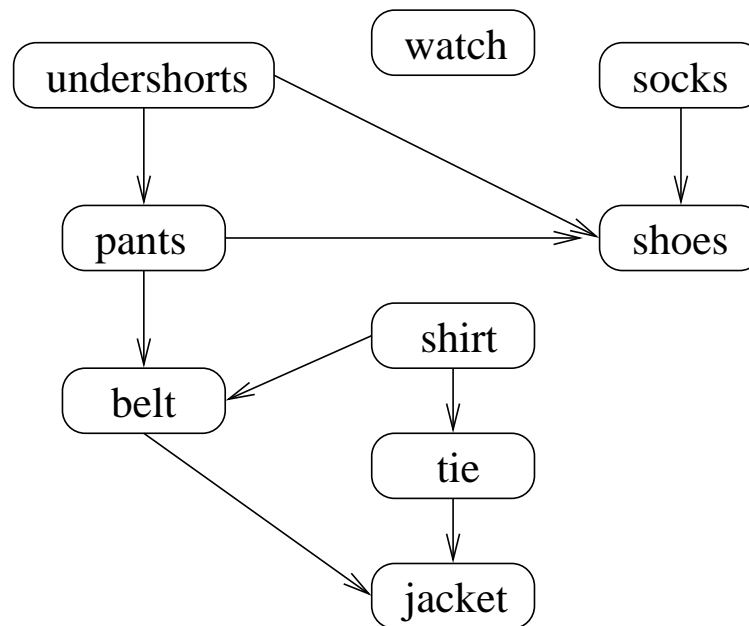 watch
undershorts
socks
pants
shoes
shirt
belt
tie
jacket